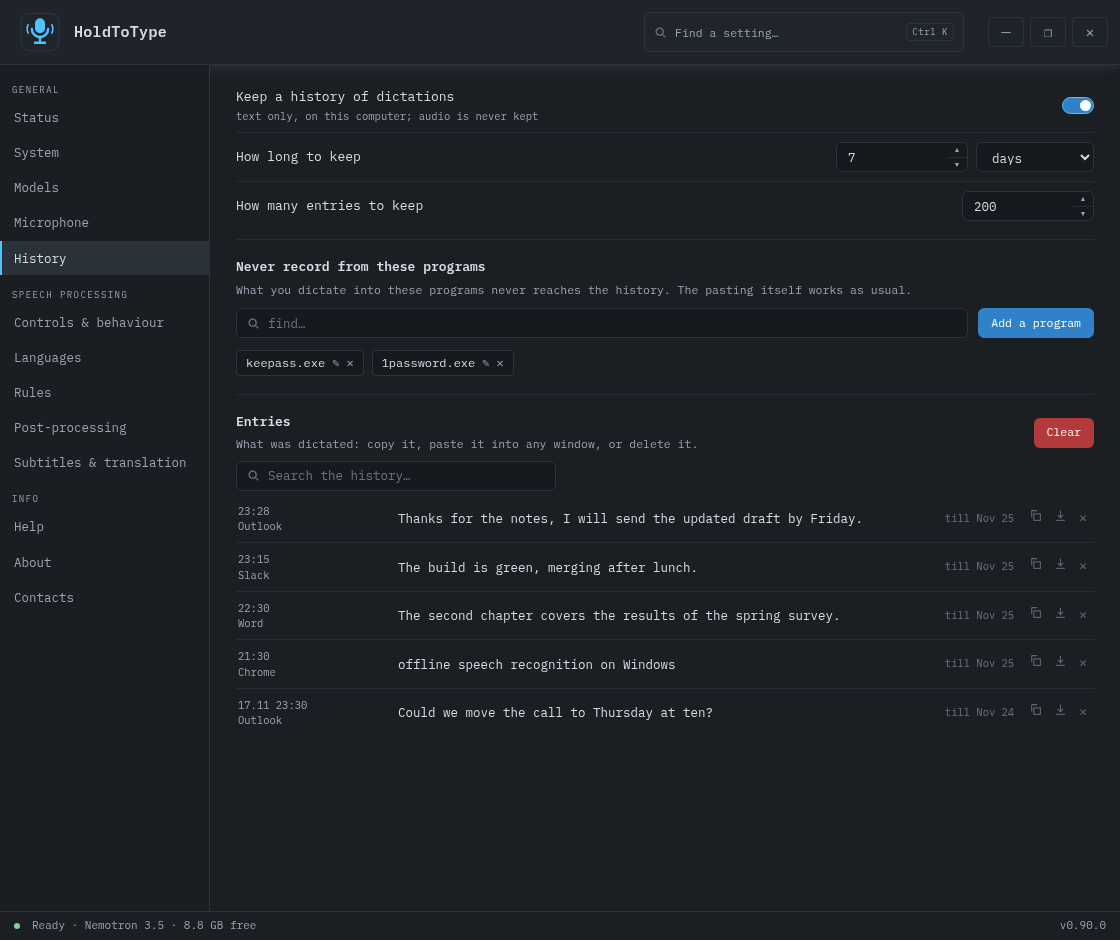 HoldToType
Find a setting…
Ctrl K
GENERAL
Status
System
Models
Microphone
History
SPEECH PROCESSING
Controls & behaviour
Languages
Rules
Post-processing
Subtitles & translation
INFO
Help
About
Contacts
Keep a history of dictations
text only, on this computer; audio is never kept
How long to keep
7
days
How many entries to keep
200
Never record from these programs
What you dictate into these programs never reaches the history. The pasting itself works as usual.
find…
Add a program
keepass.exe ✎ ×
1password.exe ✎ ×
Entries
What was dictated: copy it, paste it into any window, or delete it.
Clear
Search the history…
23:28
Outlook
Thanks for the notes, I will send the updated draft by Friday.
till Nov 25
23:15
Slack
The build is green, merging after lunch.
till Nov 25
22:30
Word
The second chapter covers the results of the spring survey.
till Nov 25
21:30
Chrome
offline speech recognition on Windows
till Nov 25
17.11 23:30
Outlook
Could we move the call to Thursday at ten?
till Nov 24
Ready · Nemotron 3.5 · 8.8 GB free
v0.90.0